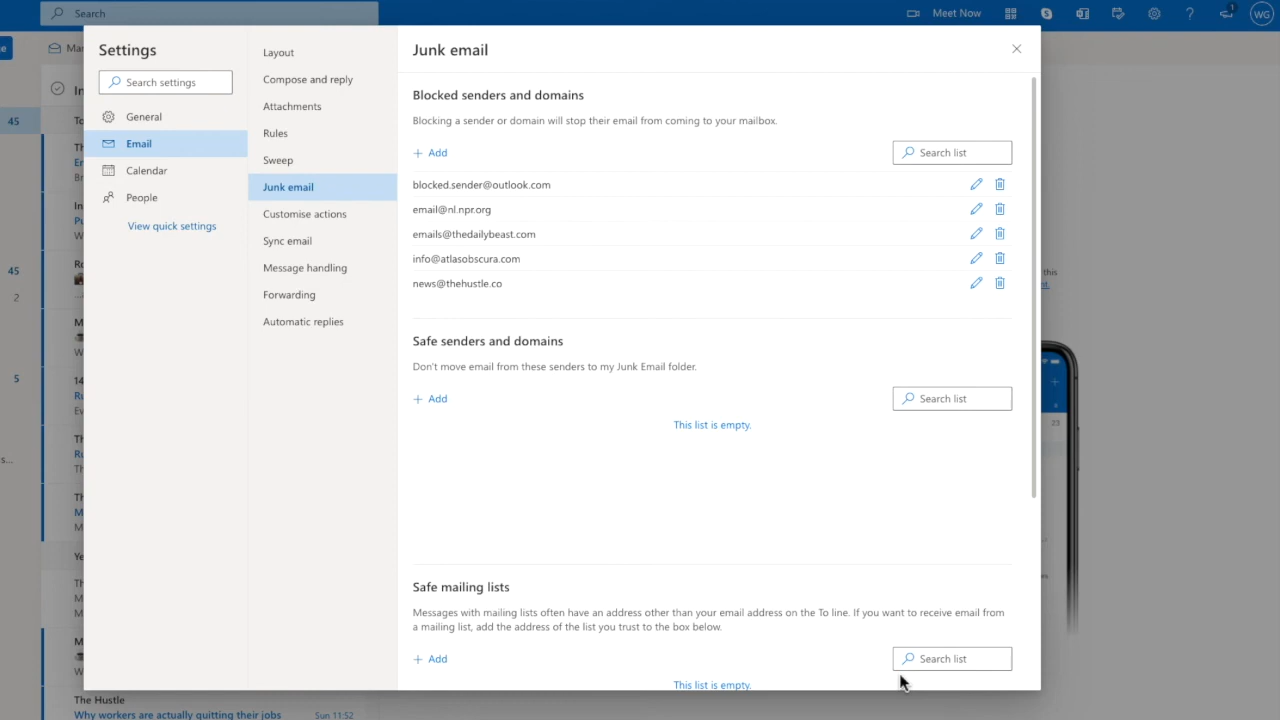 Search
Meet Now
1
WG
Settings
Search settings
General
Email
Calendar
People
View quick settings
Layout
Compose and reply
Attachments
Rules
Sweep
Junk email
Customise actions
Sync email
Message handling
Forwarding
Automatic replies
Junk email
Blocked senders and domains
Blocking a sender or domain will stop their email from coming to your mailbox.
Add
Search list
blocked.sender@outlook.com
email@nl.npr.org
emails@thedailybeast.com
info@atlasobscura.com
news@thehustle.co
Safe senders and domains
Don't move email from these senders to my Junk Email folder.
Add
Search list
This list is empty.
Safe mailing lists
Messages with mailing lists often have an address other than your email address on the To line. If you want to receive email from
a mailing list, add the address of the list you trust to the box below.
Add
Search list
This list is empty.
45
45
2
5
this
23
The Hustle
Why workers are actually quitting their jobs
Sun 11:52